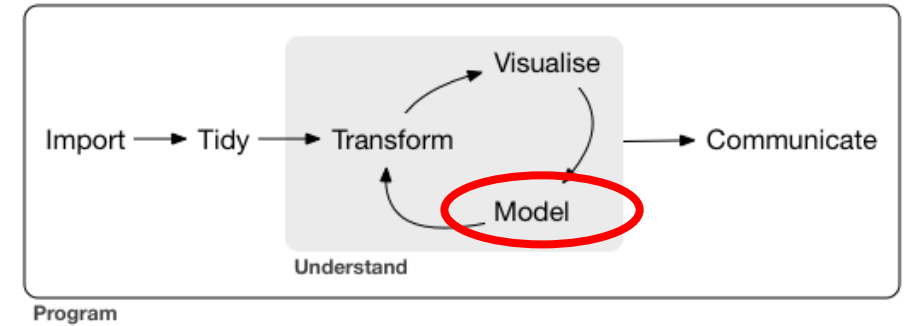 Visualise
Import Tidy Transform Communicate
Model
Understand
Program